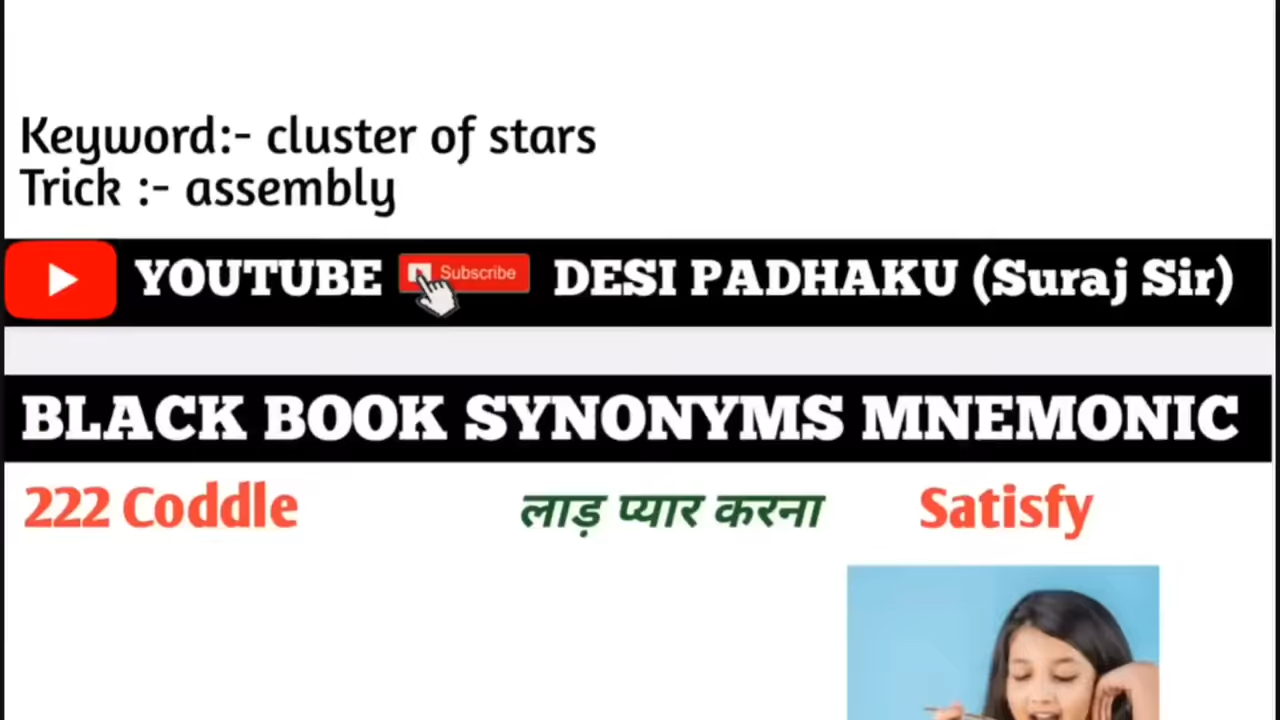 Keyword:- cluster of stars
Trick :- assembly
YOUTUBE Subscribe DESI PADHAKU (Suraj Sir)
BLACK BOOK SYNONYMS MNEMONIC
222 Coddle लाड़ प्यार करना Satisfy